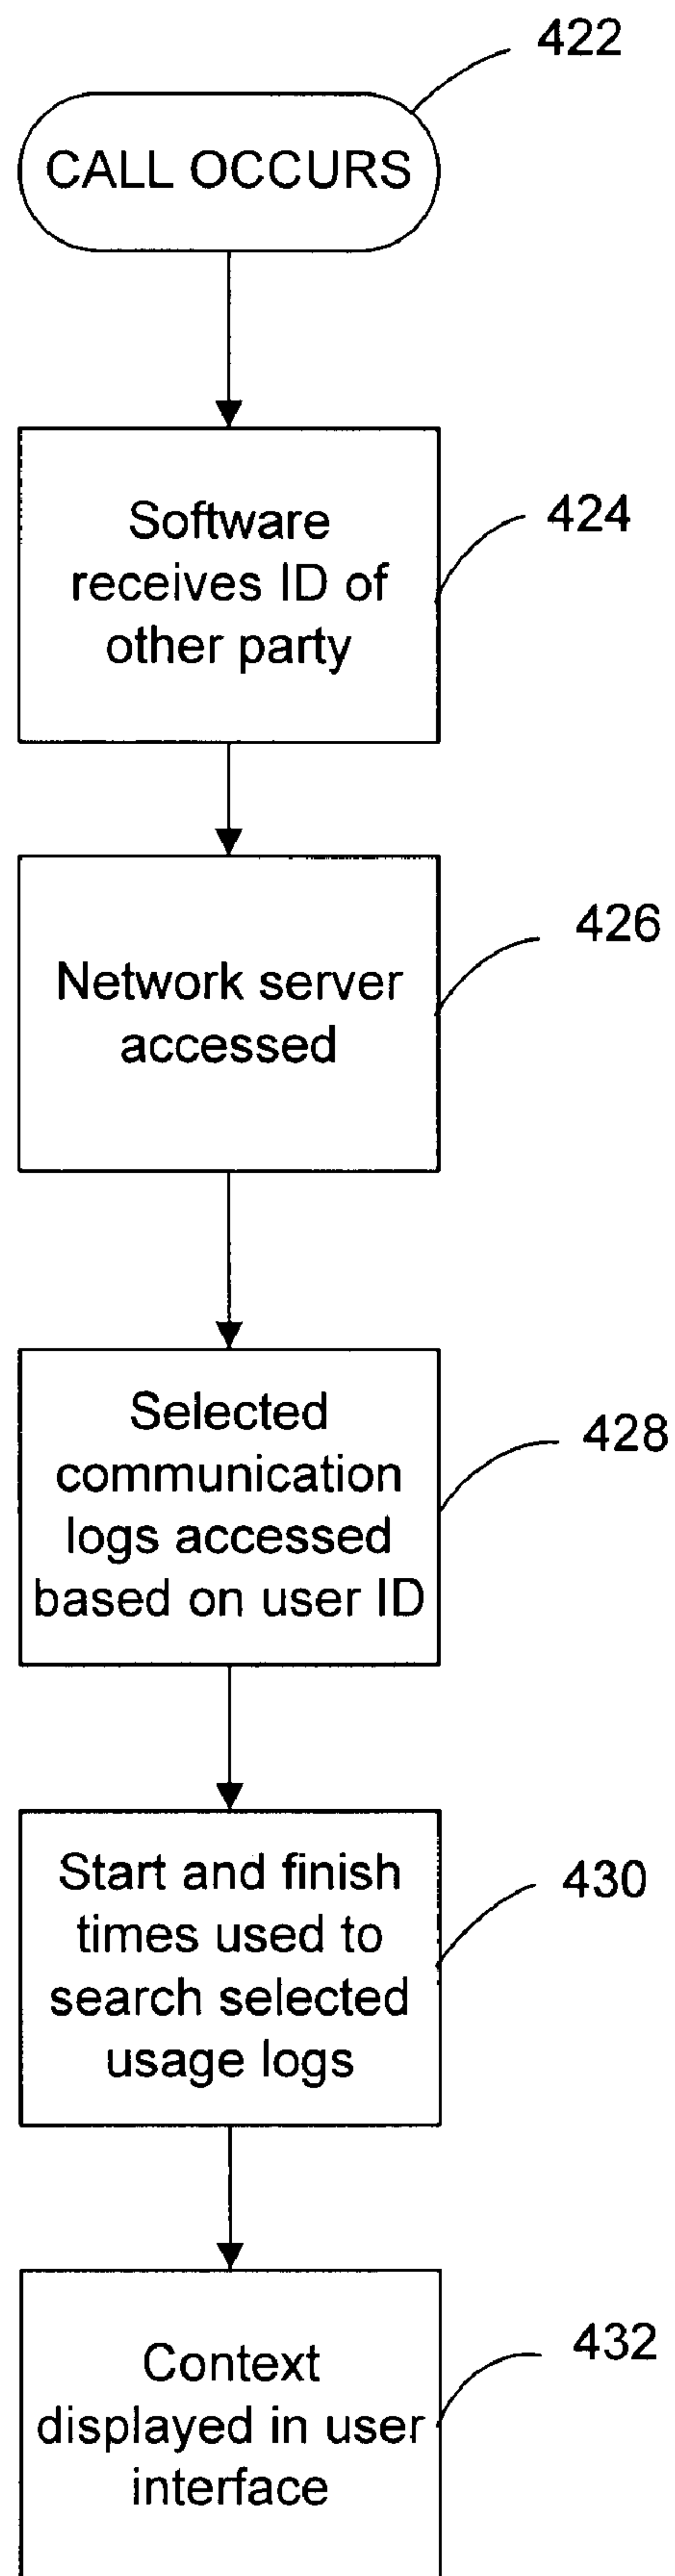 422
CALL OCCURS
424
Software
receives ID of
other party
426
Network server
accessed
428
Selected
communication
logs accessed
based on user ID
430
Start and finish
times used to
search selected
usage logs
432
Context
displayed in user
interface